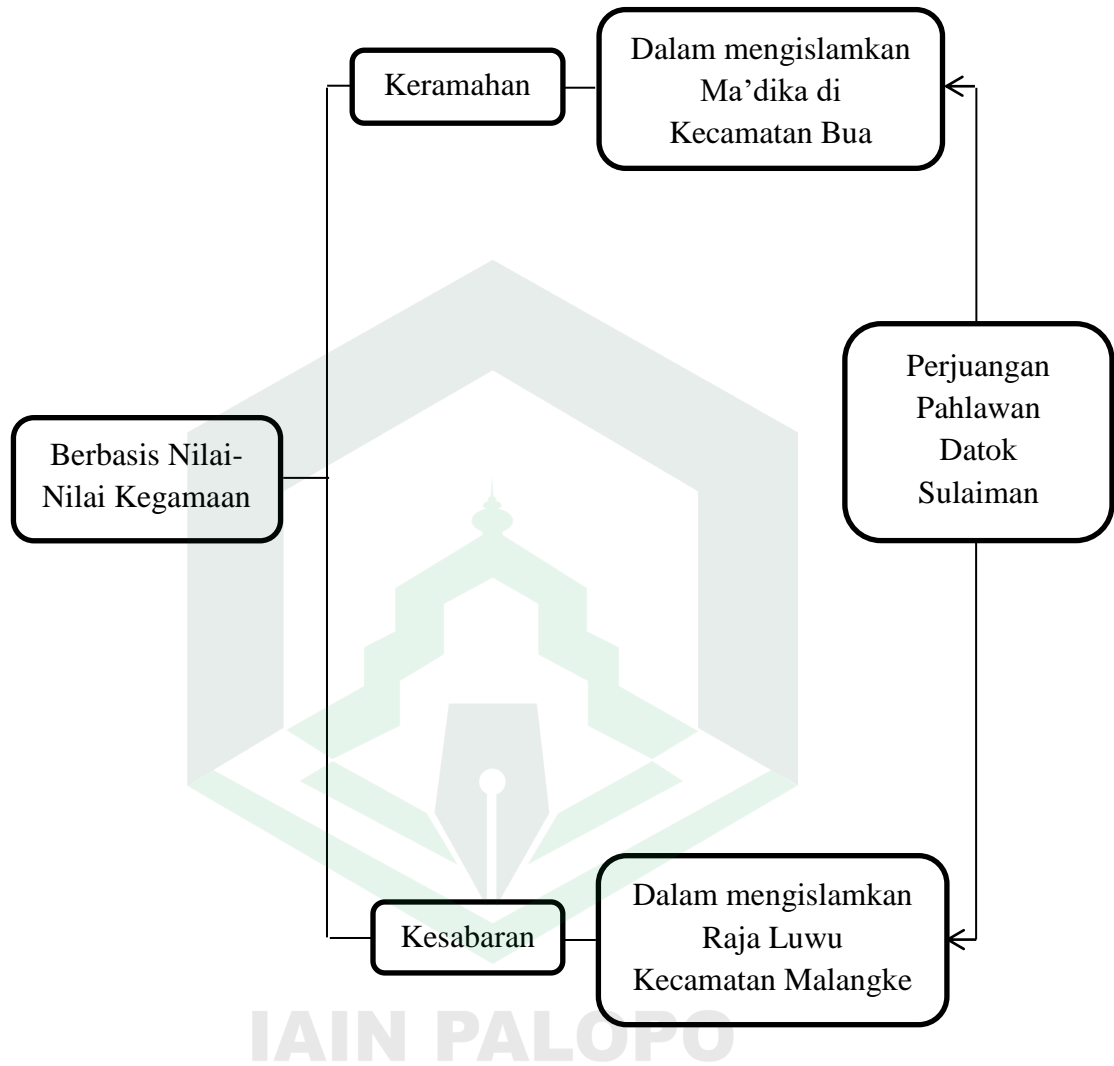 Keramahan
Dalam mengislamkan
Ma’dika di
Kecamatan Bua
Perjuangan
Pahlawan
Datok
Sulaiman
Berbasis Nilai-
Nilai Kegamaan
Kesabaran
Dalam mengislamkan
Raja Luwu
Kecamatan Malangke
IAIN PALOPO